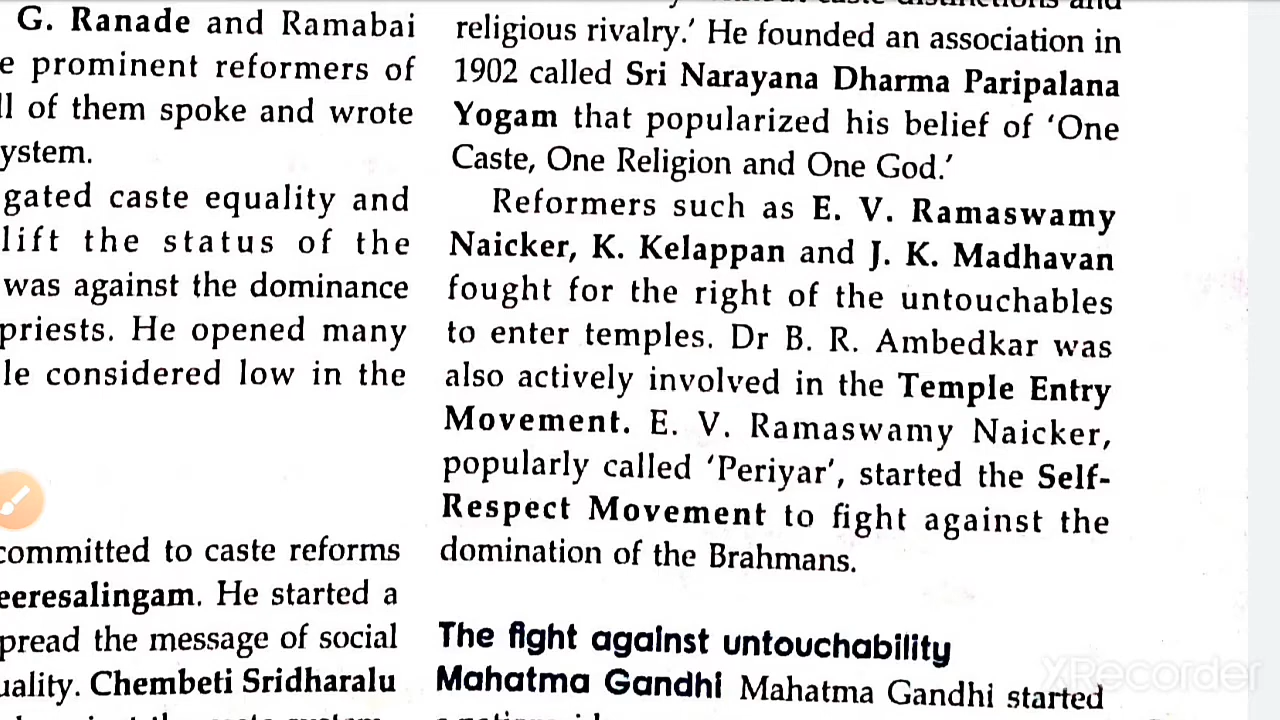 G. Ranade and Ramabai
e prominent reformers of
ll of them spoke and wrote
ystem.
gated caste equality and
lift the status of the
was against the dominance
priests. He opened many
le considered low in the
committed to caste reforms
eeresalingam. He started a
pread the message of social
uality. Chembeti Sridharalu
religious rivalry.' He founded an association in
1902 called Sri Narayana Dharma Paripalana
Yogam that popularized his belief of 'One
Caste, One Religion and One God.'
Reformers such as E. V. Ramaswamy
Naicker, K. Kelappan and J. K. Madhavan
fought for the right of the untouchables
to enter temples. Dr B. R. Ambedkar was
also actively involved in the Temple Entry
Movement. E. V. Ramaswamy Naicker,
popularly called 'Periyar', started the Self-
Respect Movement to fight against the
domination of the Brahmans.
The fight against untouchability
Mahatma Gandhi Mahatma Gandhi started
XRecorder